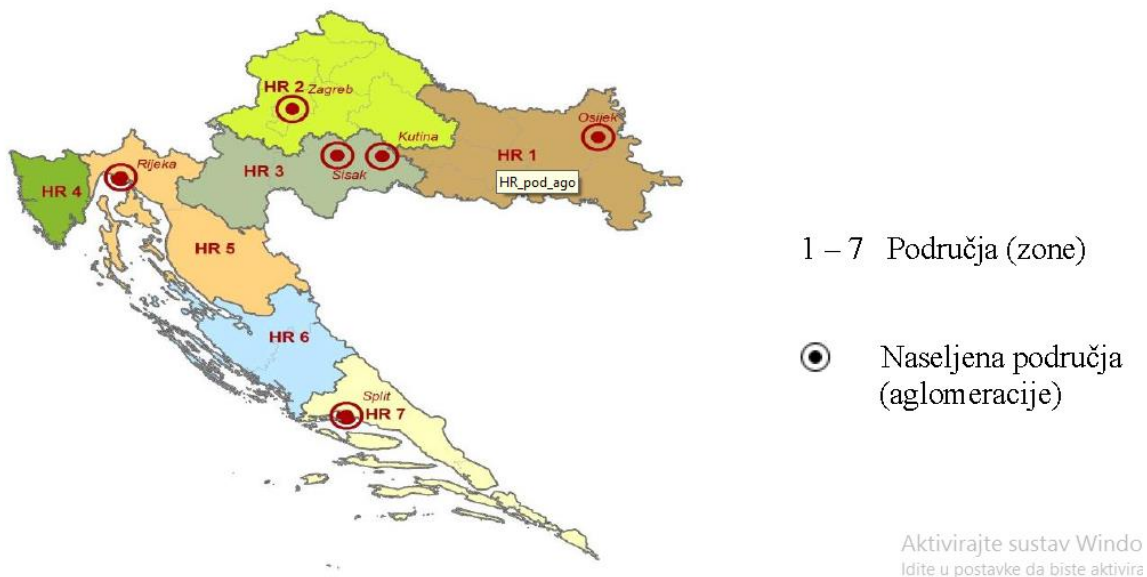 HR 2 Zagreb
Osijek
Kutina
HR 1
Rijeka
HR 3
Sisak
HR 4
HR_pod_ago
HR 5
HR 6
Split
HR 7
1 – 7 Područja (zone)
Naseljena područja
(aglomeracije)
Aktivirajte sustav Windo
Idite u postavke da biste aktivira